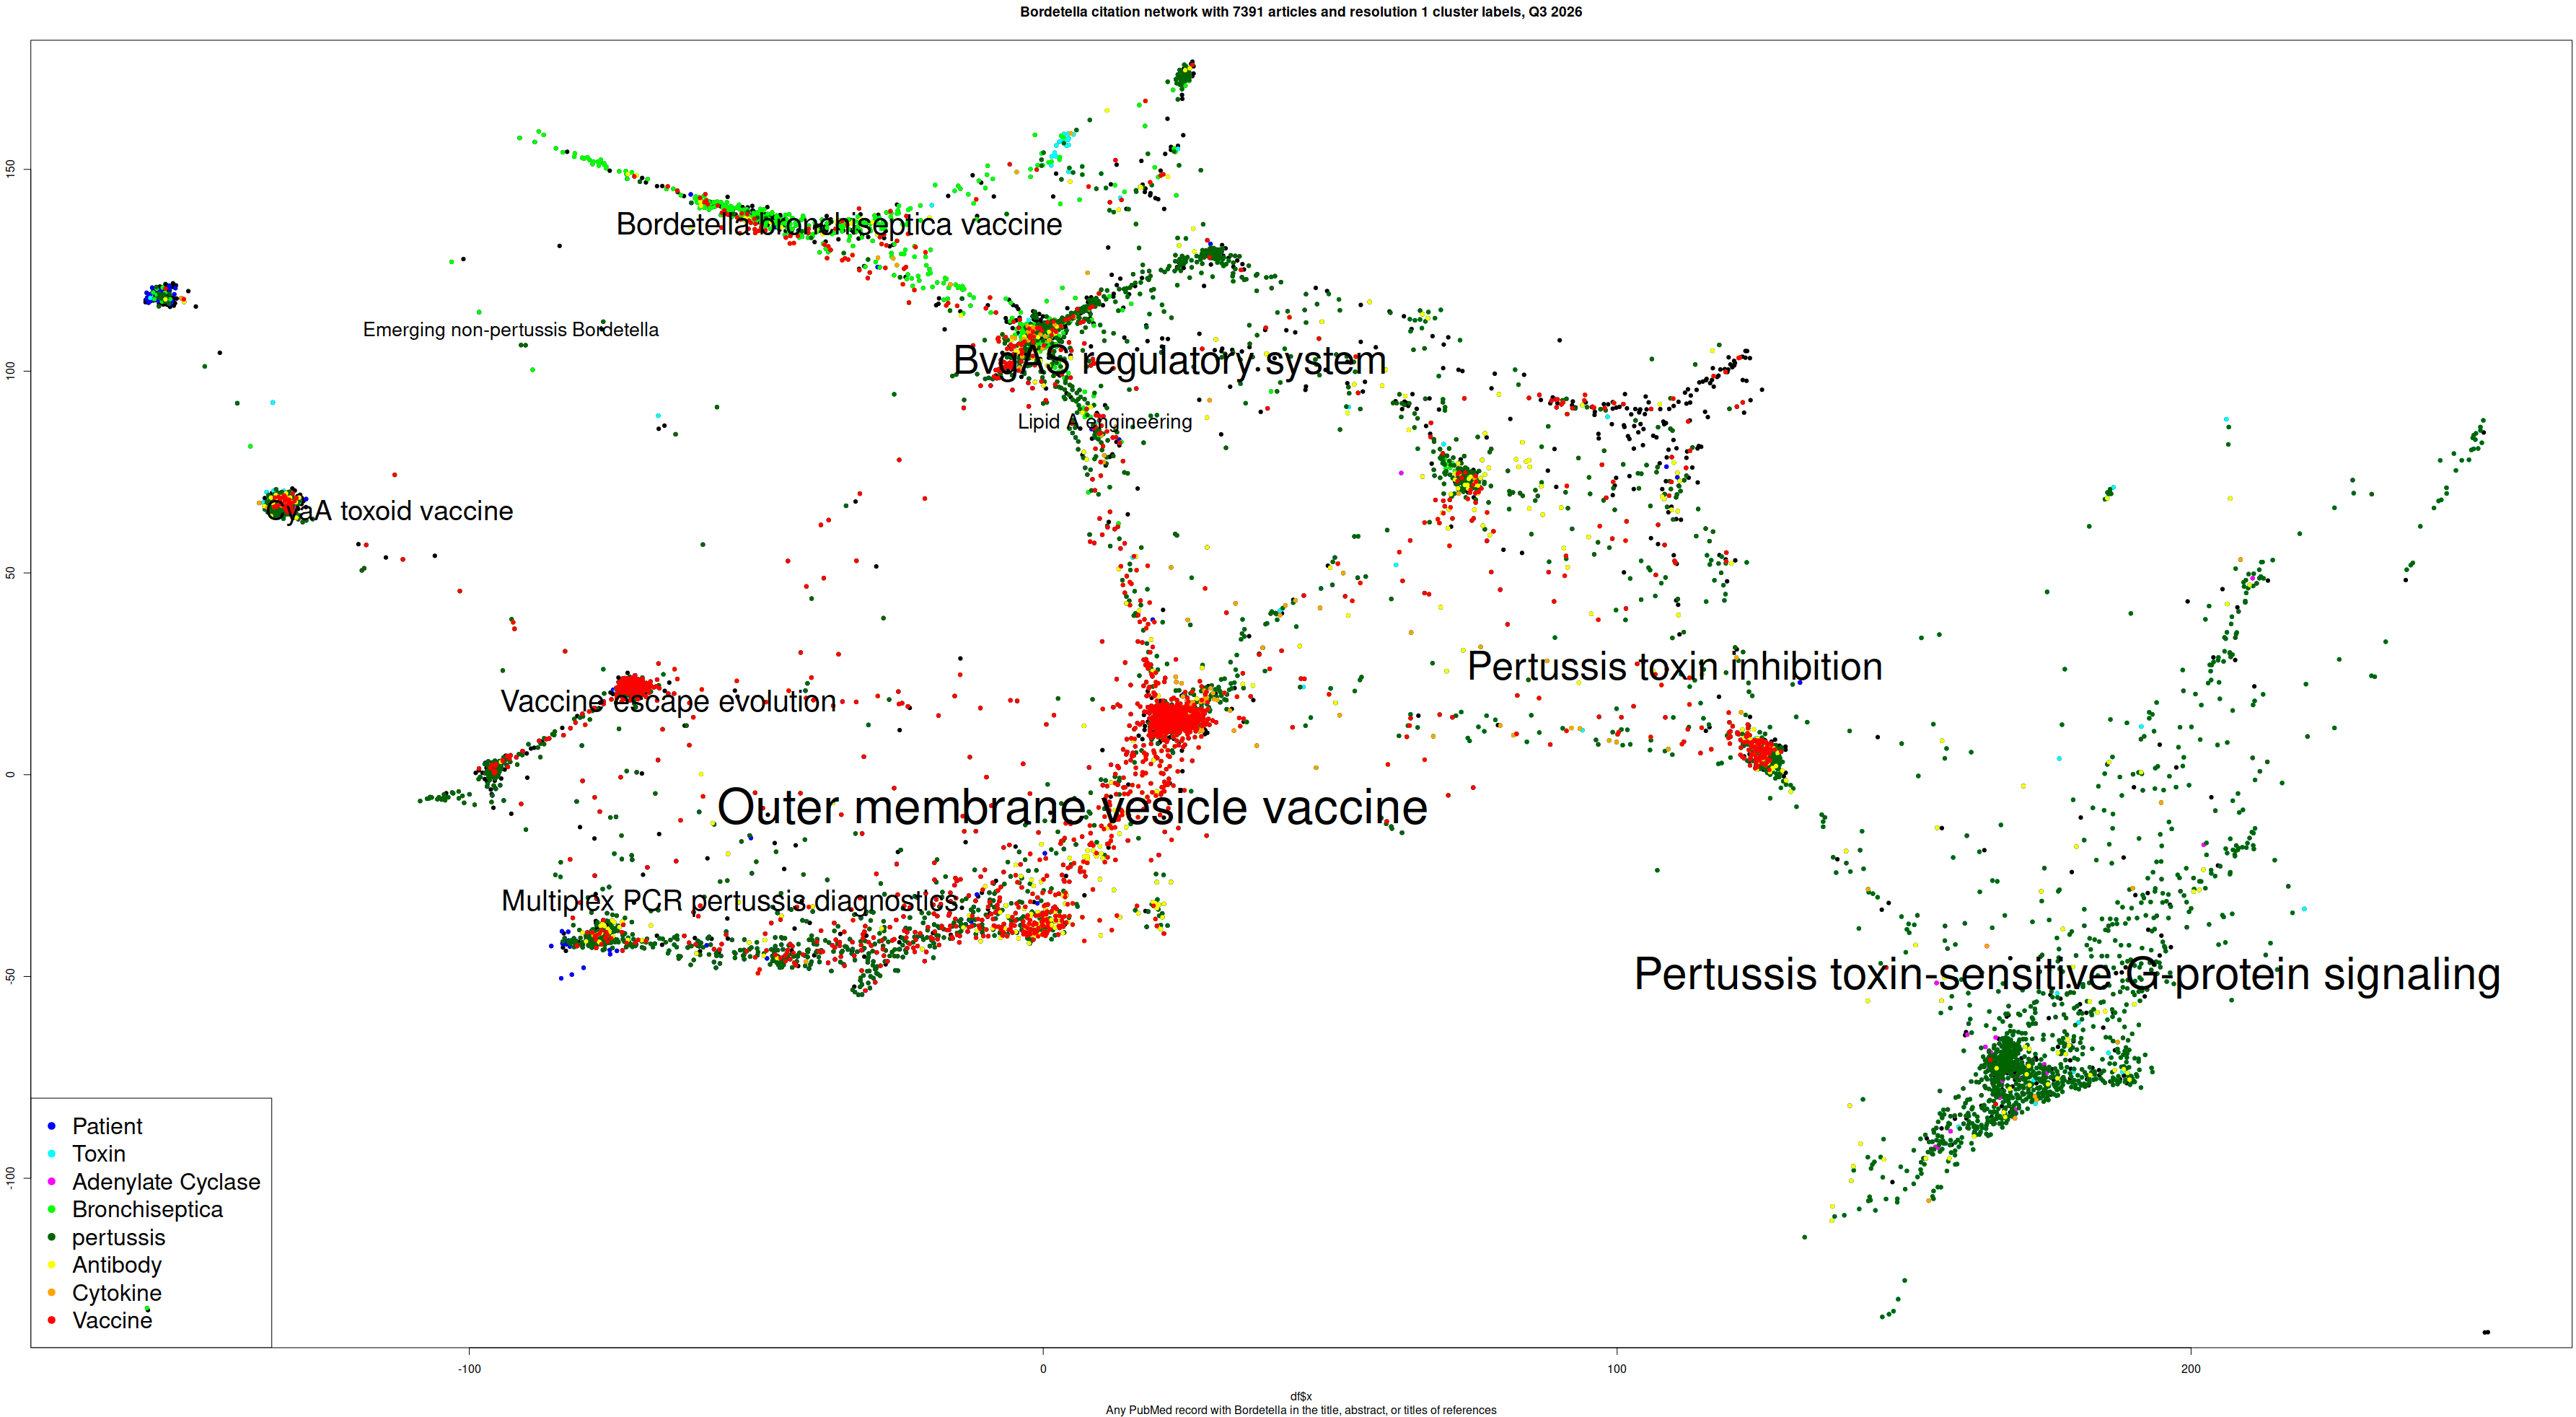 Bordetella citation network with 7391 articles and resolution 1 cluster labels, Q3 2026
150
100
50
0
-50
-100
Bordetella bronchiseptica vaccine
Emerging non-pertussis Bordetella
BvgAS regulatory system
Lipid A engineering
CyaA toxoid vaccine
Pertussis toxin inhibition
Vaccine escape evolution
Outer membrane vesicle vaccine
Multiplex PCR pertussis diagnostics
Pertussis toxin-sensitive G-protein signaling
Patient
Toxin
Adenylate Cyclase
Bronchiseptica
pertussis
Antibody
Cytokine
Vaccine
-100
0
100
200
df$x
Any PubMed record with Bordetella in the title, abstract, or titles of references